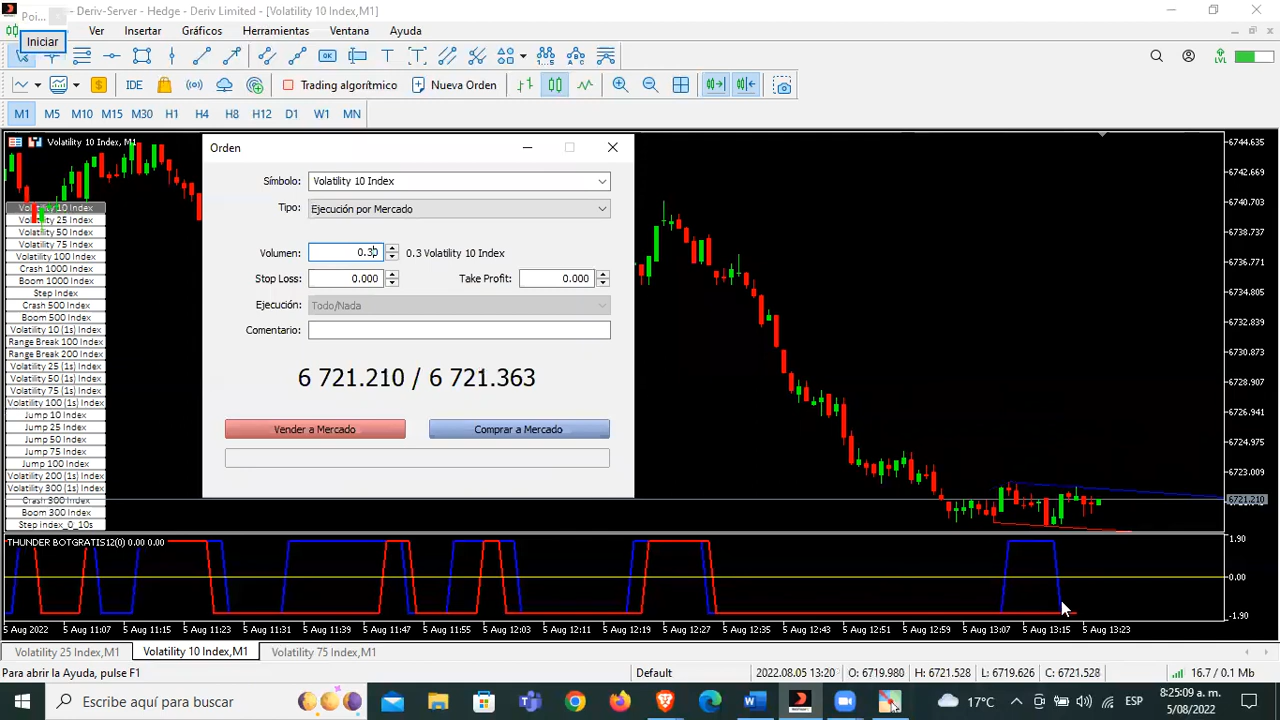 Poi...
- Deriv-Server - Hedge - Deriv Limited - [Volatility 10 Index,M1]
Iniciar
Ver Insertar Gráficos Herramientas Ventana Ayuda
OK T T LVL
$ IDE Trading algorítmico Nueva Orden
M1 M5 M10 M15 M30 H1 H4 H8 H12 D1 W1 MN
Volatility 10 Index, M1
Volatility 10 Index
Volatility 25 Index
Volatility 50 Index
Volatility 75 Index
Volatility 100 Index
Crash 1000 Index
Boom 1000 Index
Step Index
Crash 500 Index
Boom 500 Index
Volatility 10 (1s) Index
Range Break 100 Index
Range Break 200 Index
Volatility 25 (1s) Index
Volatility 50 (1s) Index
Volatility 75 (1s) Index
Volatility 100 (1s) Index
Jump 10 Index
Jump 25 Index
Jump 50 Index
Jump 75 Index
Jump 100 Index
Volatility 200 (1s) Index
Volatility 300 (1s) Index
Crash 300 Index
Boom 300 Index
Step Index_0_10s
Orden
Símbolo: Volatility 10 Index
Tipo: Ejecución por Mercado
Volumen: 0.30 0.3 Volatility 10 Index
Stop Loss: 0.000 Take Profit: 0.000
Ejecución: Todo/Nada
Comentario:
6 721.210 / 6 721.363
Vender a Mercado Comprar a Mercado
6744.635
6742.669
6740.703
6738.737
6736.771
6734.805
6732.839
6730.873
6728.907
6726.941
6724.975
6723.009
6721.210
THUNDER BOTGRATIS12(0) 0.00 0.00
1.90
0.00
-1.90
5 Aug 2022 5 Aug 11:07 5 Aug 11:15 5 Aug 11:23 5 Aug 11:31 5 Aug 11:39 5 Aug 11:47 5 Aug 11:55 5 Aug 12:03 5 Aug 12:11 5 Aug 12:19 5 Aug 12:27 5 Aug 12:35 5 Aug 12:43 5 Aug 12:51 5 Aug 12:59 5 Aug 13:07 5 Aug 13:15 5 Aug 13:23
Volatility 25 Index,M1 Volatility 10 Index,M1 Volatility 75 Index,M1
Para abrir la Ayuda, pulse F1 Default 2022.08.05 13:20 O: 6719.980 H: 6721.528 L: 6719.626 C: 6721.528 16.7 / 0.1 Mb
Escribe aquí para buscar 17°C ESP 8:25:09 a. m.
5/08/2022